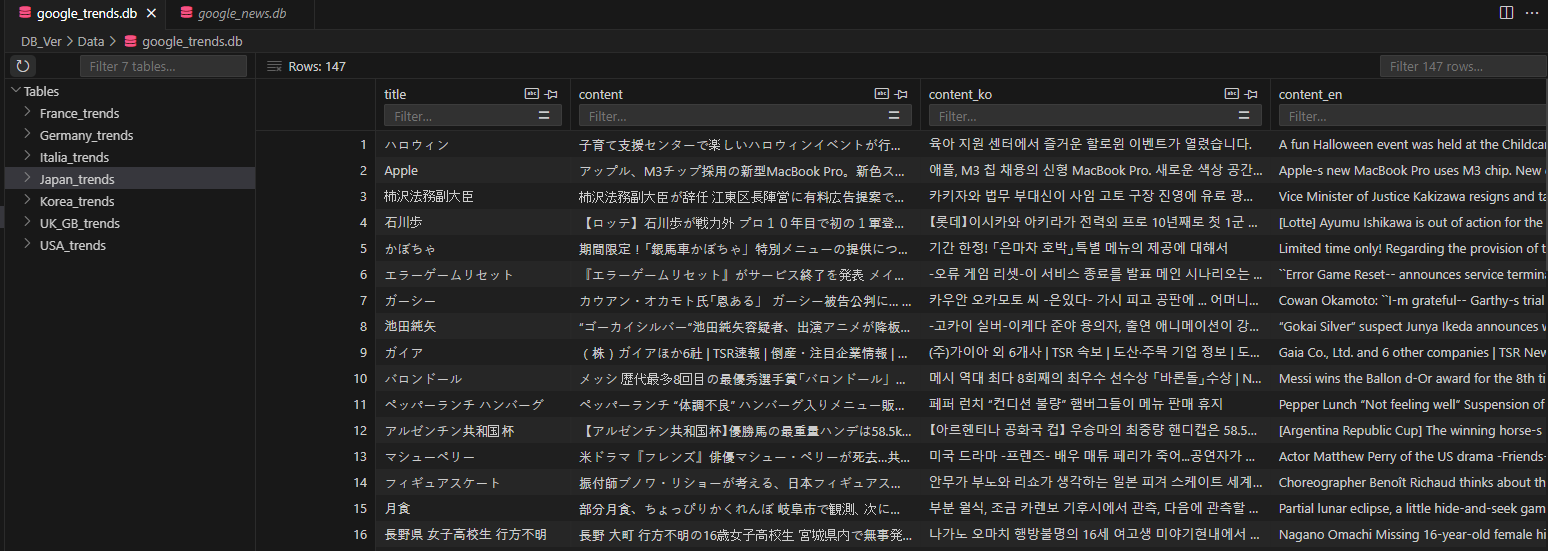 google_trends.db
google_news.db
DB_Ver > Data > google_trends.db
Filter 7 tables...
Rows: 147
Filter 147 rows...
Tables
France_trends
Germany_trends
Italia_trends
Japan_trends
Korea_trends
UK_GB_trends
USA_trends
title content content_ko content_en
Filter... Filter... Filter... Filter...
1 ハロウィン 子育て支援センターで楽しいハロウィンイベントが行... 육아 지원 센터에서 즐거운 할로윈 이벤트가 열렸습니다. A fun Halloween event was held at the Childcar
2 Apple アップル、M3チップ採用の新型MacBook Pro。新色ス... 애플, M3 칩 채용의 신형 MacBook Pro. 새로운 색상 공간... Apple-s new MacBook Pro uses M3 chip. New
3 柿沢法務副大臣 柿沢法務副大臣が辞任 江東区長陣営に有料広告提案で... 카키자와 법무 부대신이 사임 고토 구장 진영에 유료 광... Vice Minister of Justice Kakizawa resigns and ta
4 石川歩 【ロッテ】石川歩が戦力外 プロ１０年目で初の１軍登... 【롯데】이시카와 아키라가 전력외 프로 10년째로 첫 1군 ... [Lotte] Ayumu Ishikawa is out of action for the
5 かぼちゃ 期間限定！「銀馬車かぼちゃ」特別メニューの提供につ... 기간 한정! 「은마차 호박」특별 메뉴의 제공에 대해서 Limited time only! Regarding the provision of t
6 エラーゲームリセット 『エラーゲームリセット』がサービス終了を発表 メイ... -오류 게임 리셋-이 서비스 종료를 발표 메인 시나리오는 ... ``Error Game Reset-- announces service termina
7 ガーシー カウアン・オカモト氏「恩ある」 ガーシー被告公判に... ... 카우안 오카모토 씨 -은있다- 가시 피고 공판에 ... 어머니... Cowan Okamoto: ``I-m grateful-- Garthy-s trial
8 池田純矢 “ゴーカイシルバー”池田純矢容疑者、出演アニメが降板... -고카이 실버-이케다 준야 용의자, 출연 애니메이션이 강... “Gokai Silver” suspect Junya Ikeda announces w
9 ガイア （株）ガイアほか6社 | TSR速報 | 倒産・注目企業情報 | ... (주)가이아 외 6개사 | TSR 속보 | 도산·주목 기업 정보 | 도... Gaia Co., Ltd. and 6 other companies | TSR New
10 バロンドール メッシ 歴代最多8回目の最優秀選手賞「バロンドール」 ... 메시 역대 최다 8회째의 최우수 선수상 「바론돌」수상 | N... Messi wins the Ballon d-Or award for the 8th ti
11 ペッパーランチ ハンバーグ ペッパーランチ “体調不良” ハンバーグ入りメニュー販... 페퍼 런치 “컨디션 불량” 햄버그들이 메뉴 판매 휴지 Pepper Lunch “Not feeling well” Suspension of
12 アルゼンチン共和国杯 【アルゼンチン共和国杯】優勝馬の最重量ハンデは58.5k... 【아르헨티나 공화국 컵】 우승마의 최중량 핸디캡은 58.5... [Argentina Republic Cup] The winning horse-s
13 マシューペリー 米ドラマ『フレンズ』俳優マシュー・ペリーが死去...共... 미국 드라마 -프렌즈- 배우 매튜 페리가 죽어...공연자가 ... Actor Matthew Perry of the US drama -Friends-
14 フィギュアスケート 振付師ブノワ・リショーが考える、日本フィギュアス... 안무가 부노와 리쇼가 생각하는 일본 피겨 스케이트 세계... Choreographer Benoît Richaud thinks about th
15 月食 部分月食、ちょっぴりかくれんぼ 岐阜市で観測、次に... 부분 월식, 조금 카렌보 기후시에서 관측, 다음에 관측할 ... Partial lunar eclipse, a little hide-and-seek gam
16 長野県 女子高校生 行方不明 長野 大町 行方不明の16歳女子高校生 宮城県内で無事発... 나가노 오마치 행방불명의 16세 여고생 미야기현내에서 ... Nagano Omachi Missing 16-year-old female hi